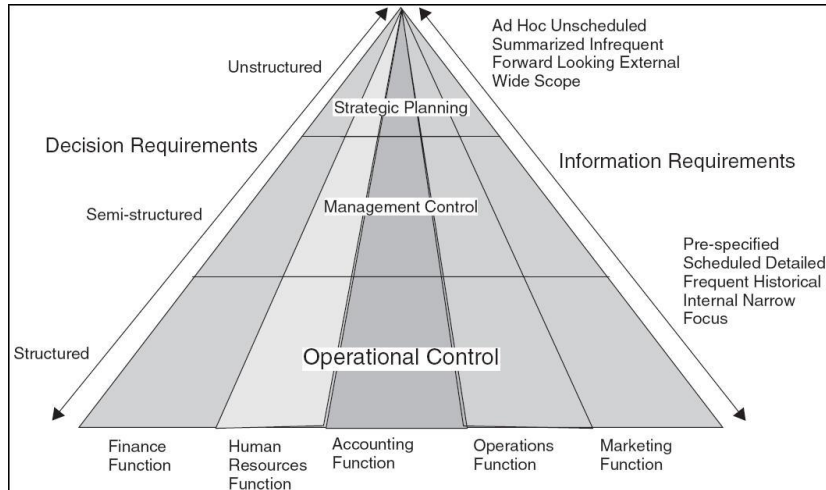 Ad Hoc Unscheduled
Summarized Infrequent
Forward Looking External
Wide Scope
Unstructured
Strategic Planning
Decision Requirements
Information Requirements
Management Control
Semi-structured
Pre-specified
Scheduled Detailed
Frequent Historical
Internal Narrow
Focus
Structured
Operational Control
Finance
Function
Human
Resources
Function
Accounting
Function
Operations
Function
Marketing
Function